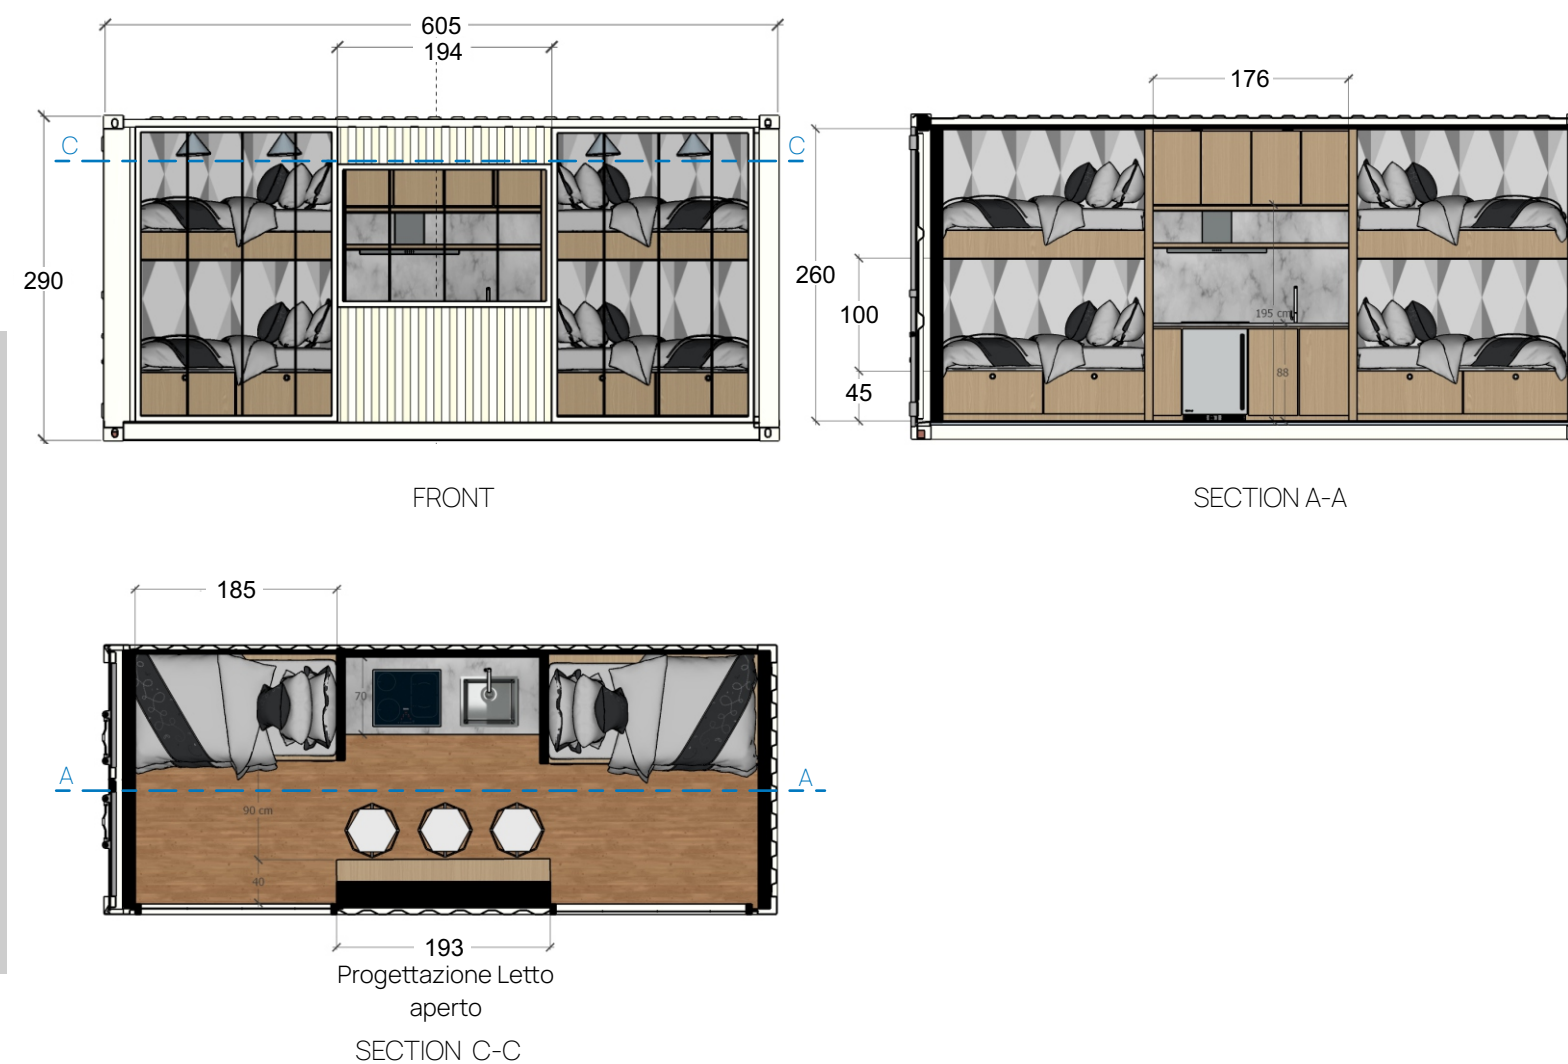 605
194
C
C
290
FRONT
176
260
100
45
195 cm
88
SECTION A-A
185
70
A
A
90 cm
40
193
Progettazione Letto
aperto
SECTION C-C